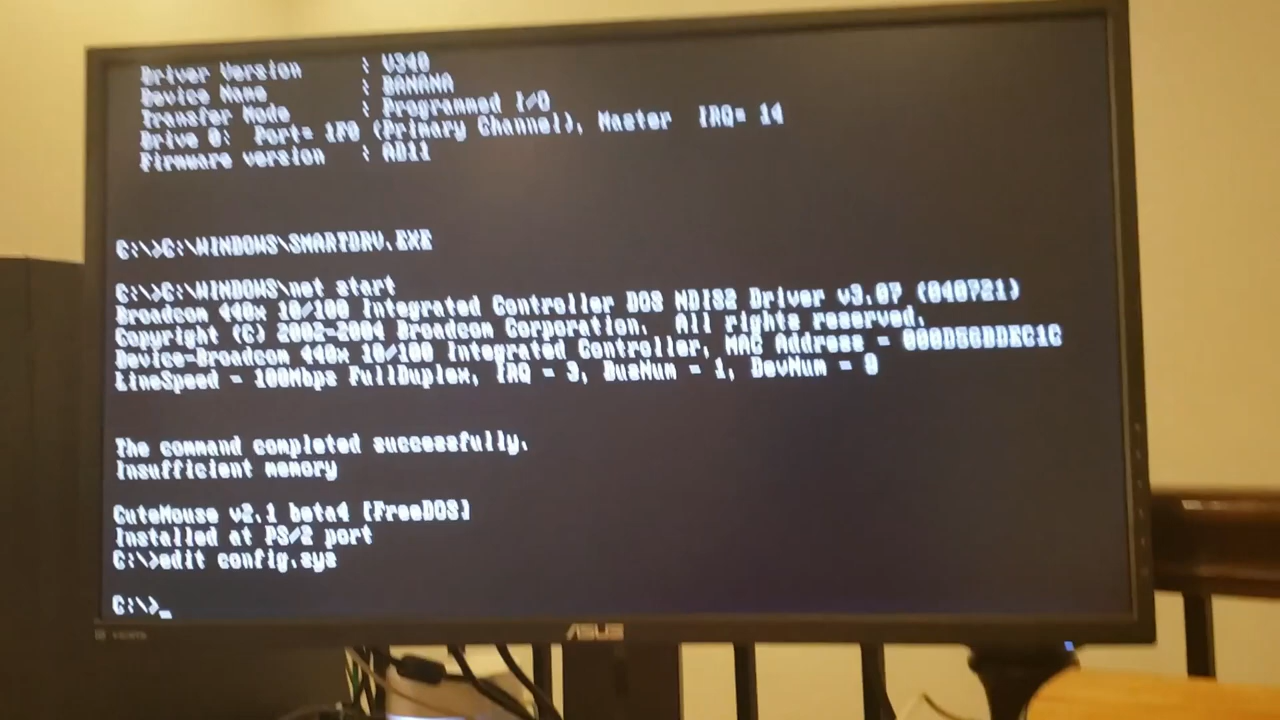 Driver Version : V340
Device Name : BANANA
Transfer Mode : Programmed I/O
Drive 0: Port= 1F0 (Primary Channel), Master IRQ= 14
Firmware version : AD11
C:\>C:\WINDOWS\SMARTDRV.EXE
C:\>C:\WINDOWS\net start
Broadcom 440x 10/100 Integrated Controller DOS NDIS2 Driver v3.07 (040721)
Copyright (C) 2002-2004 Broadcom Corporation. All rights reserved.
Device-Broadcom 440x 10/100 Integrated Controller, MAC Address =
LineSpeed = 100Mbps FullDuplex, IRQ = 3, BusNum = 1, DevNum = 0
The command completed successfully.
Insufficient memory
CuteMouse v2.1 beta4 [FreeDOS]
Installed at PS/2 port
C:\>edit config.sys
C:\>_
HDMI
ASUS